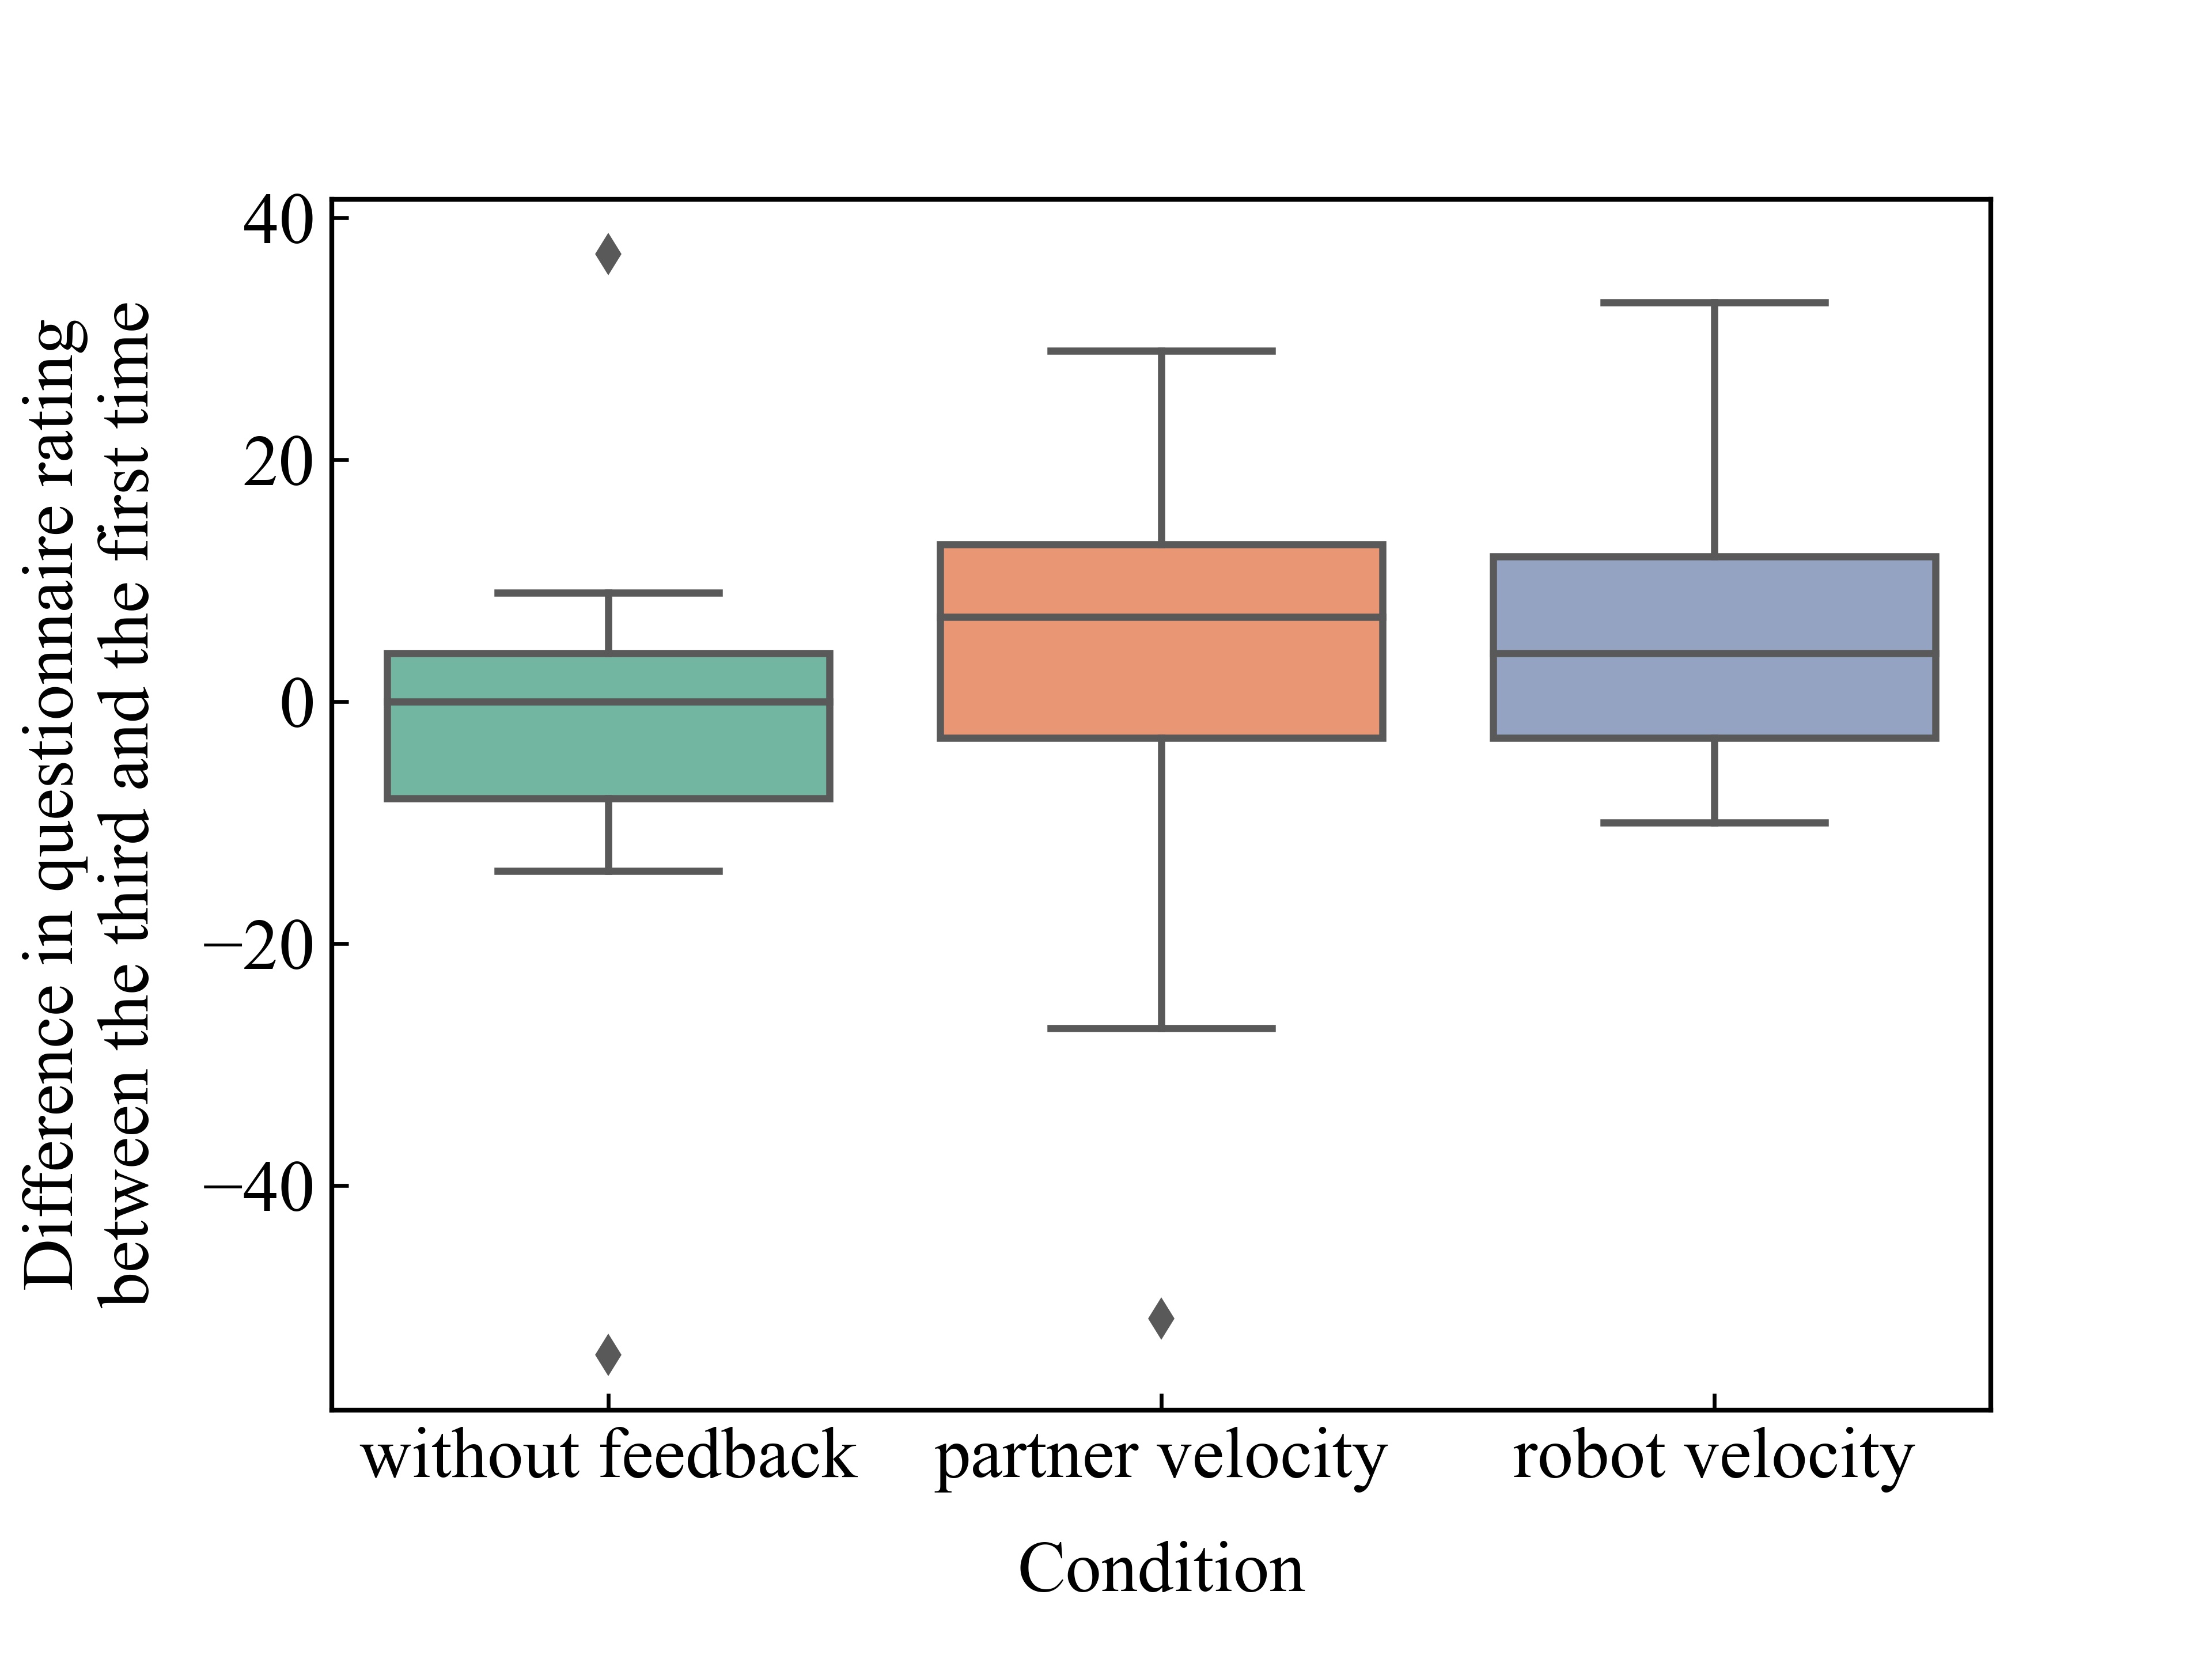 Difference in questionnaire rating
between the third and the first time
40
20
0
−20
−40
without feedback
partner velocity
robot velocity
Condition